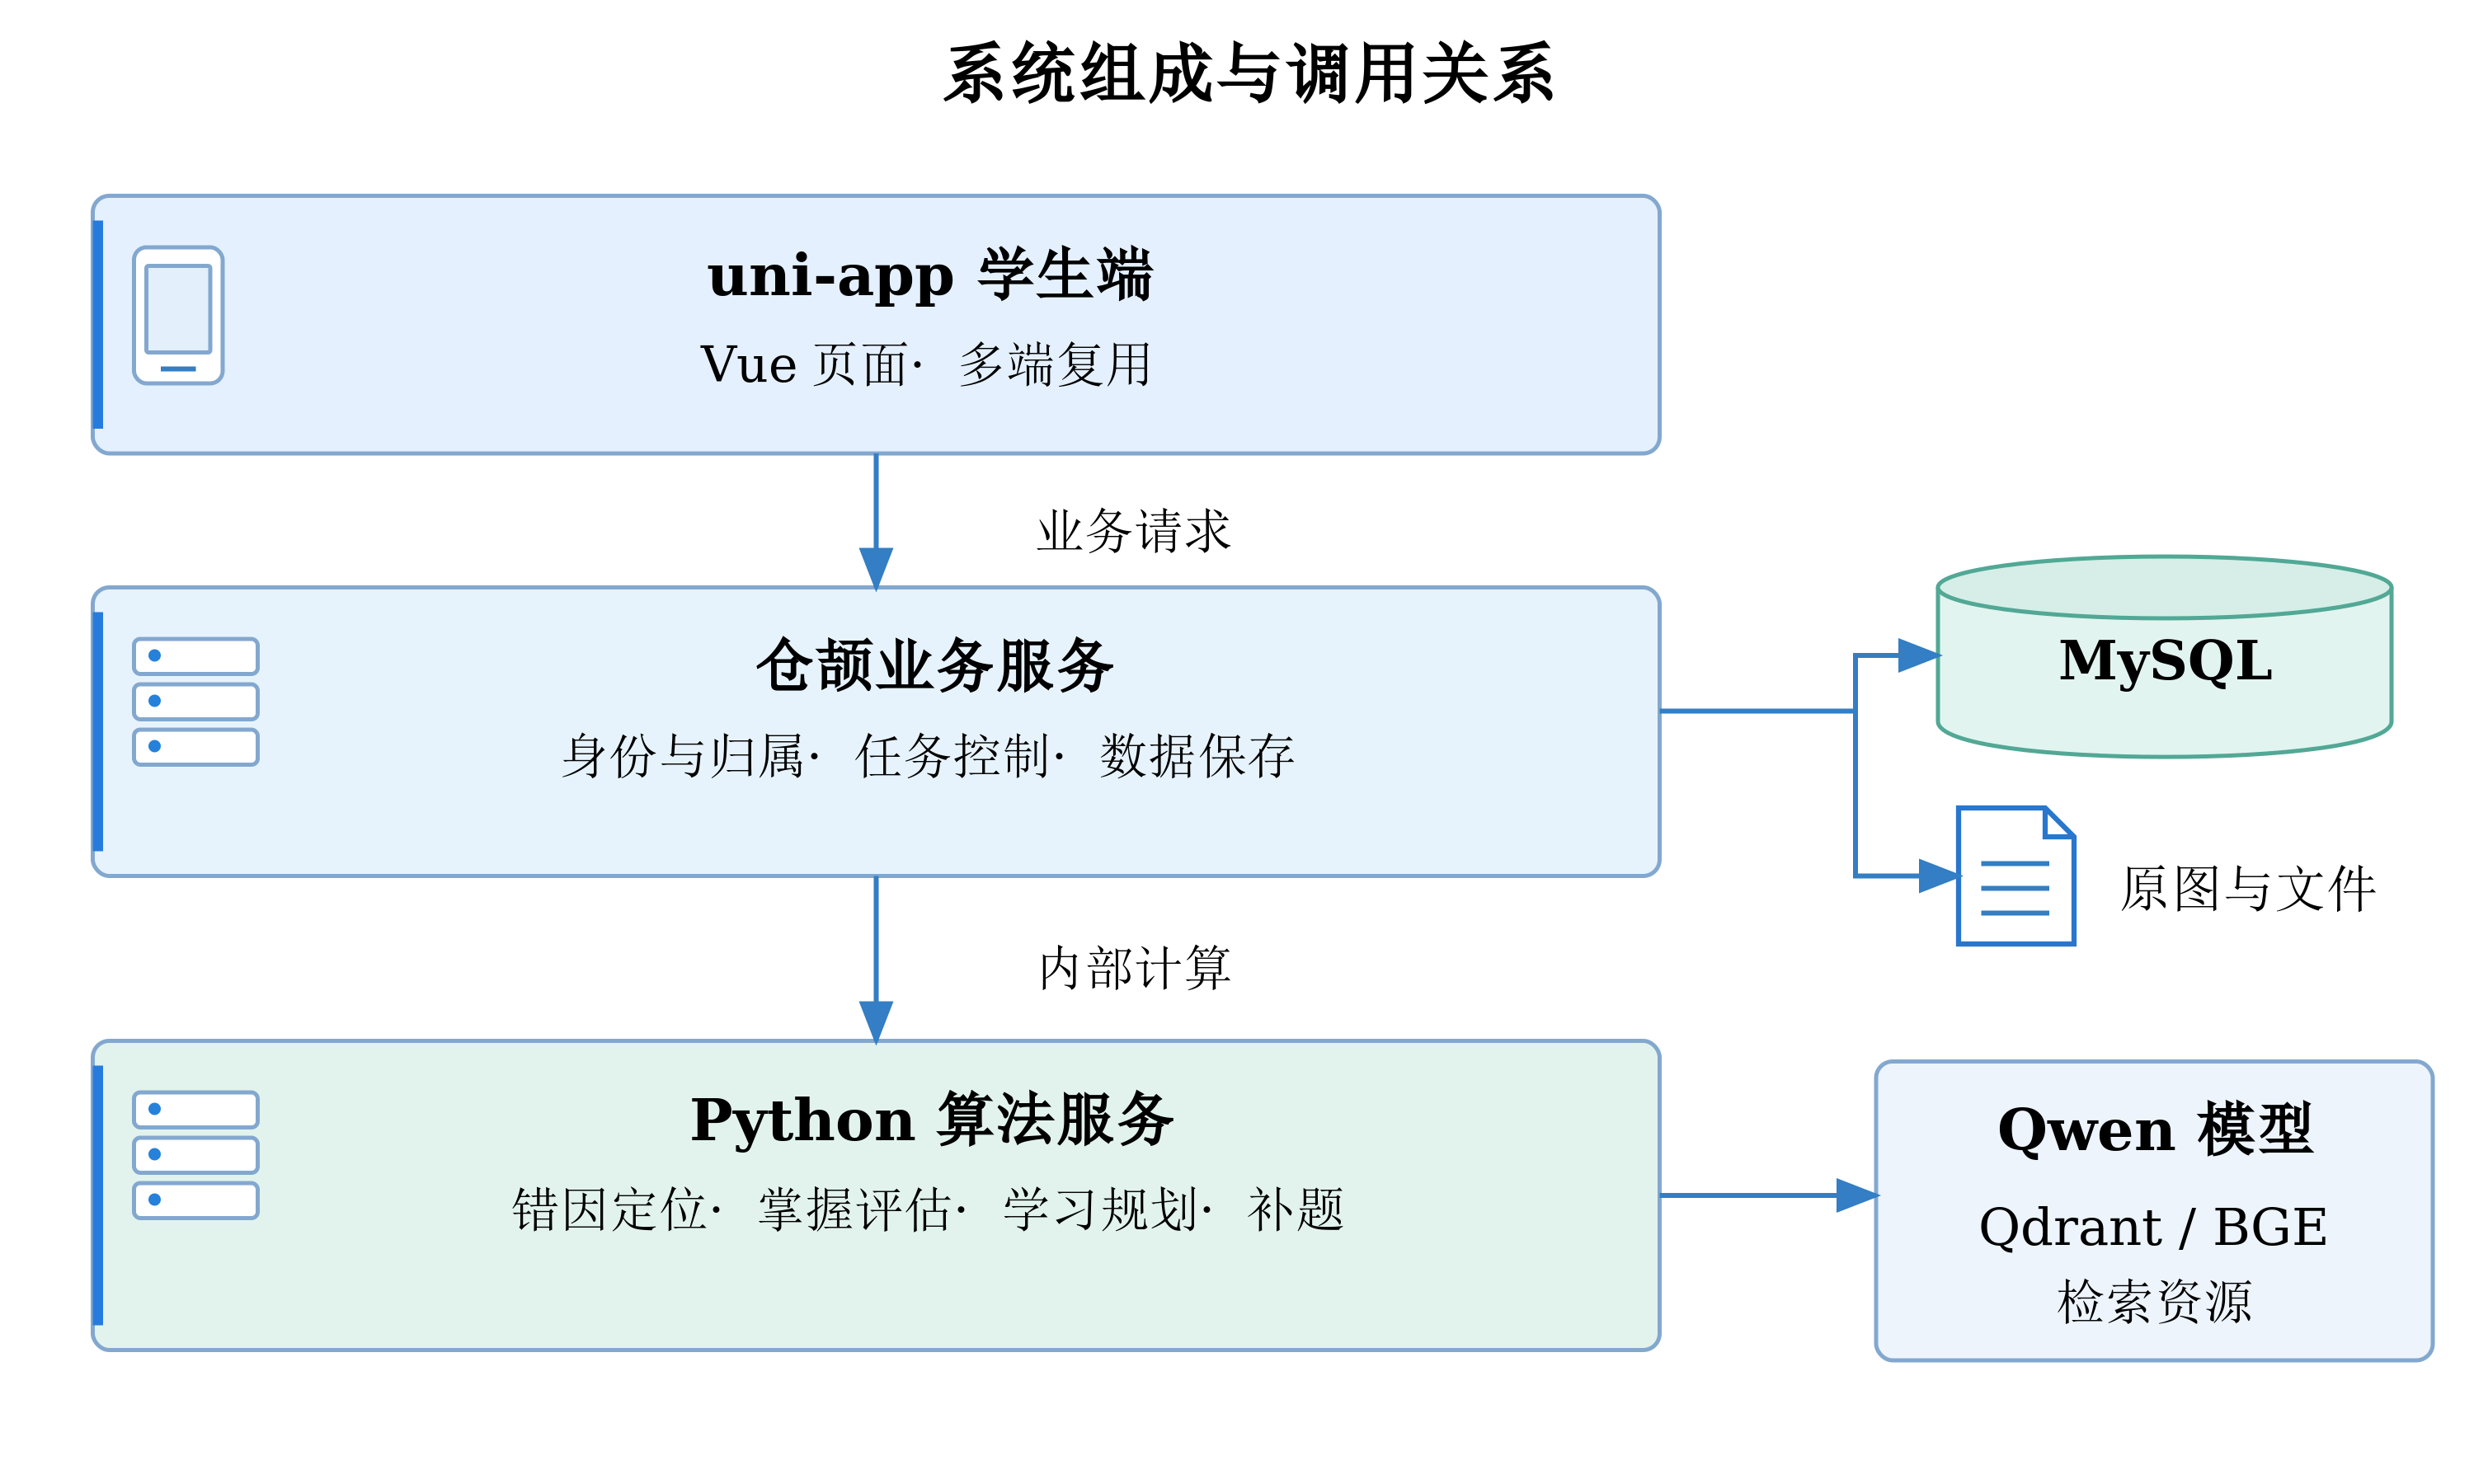 系统组成与调用关系
uni-app 学生端
Vue 页面· 多端复用
业务请求
仓颉业务服务
身份与归属· 任务控制· 数据保存
MySQL
原图与文件
内部计算
Python 算法服务
错因定位· 掌握评估· 学习规划· 补题
Qwen 模型
Qdrant / BGE
检索资源